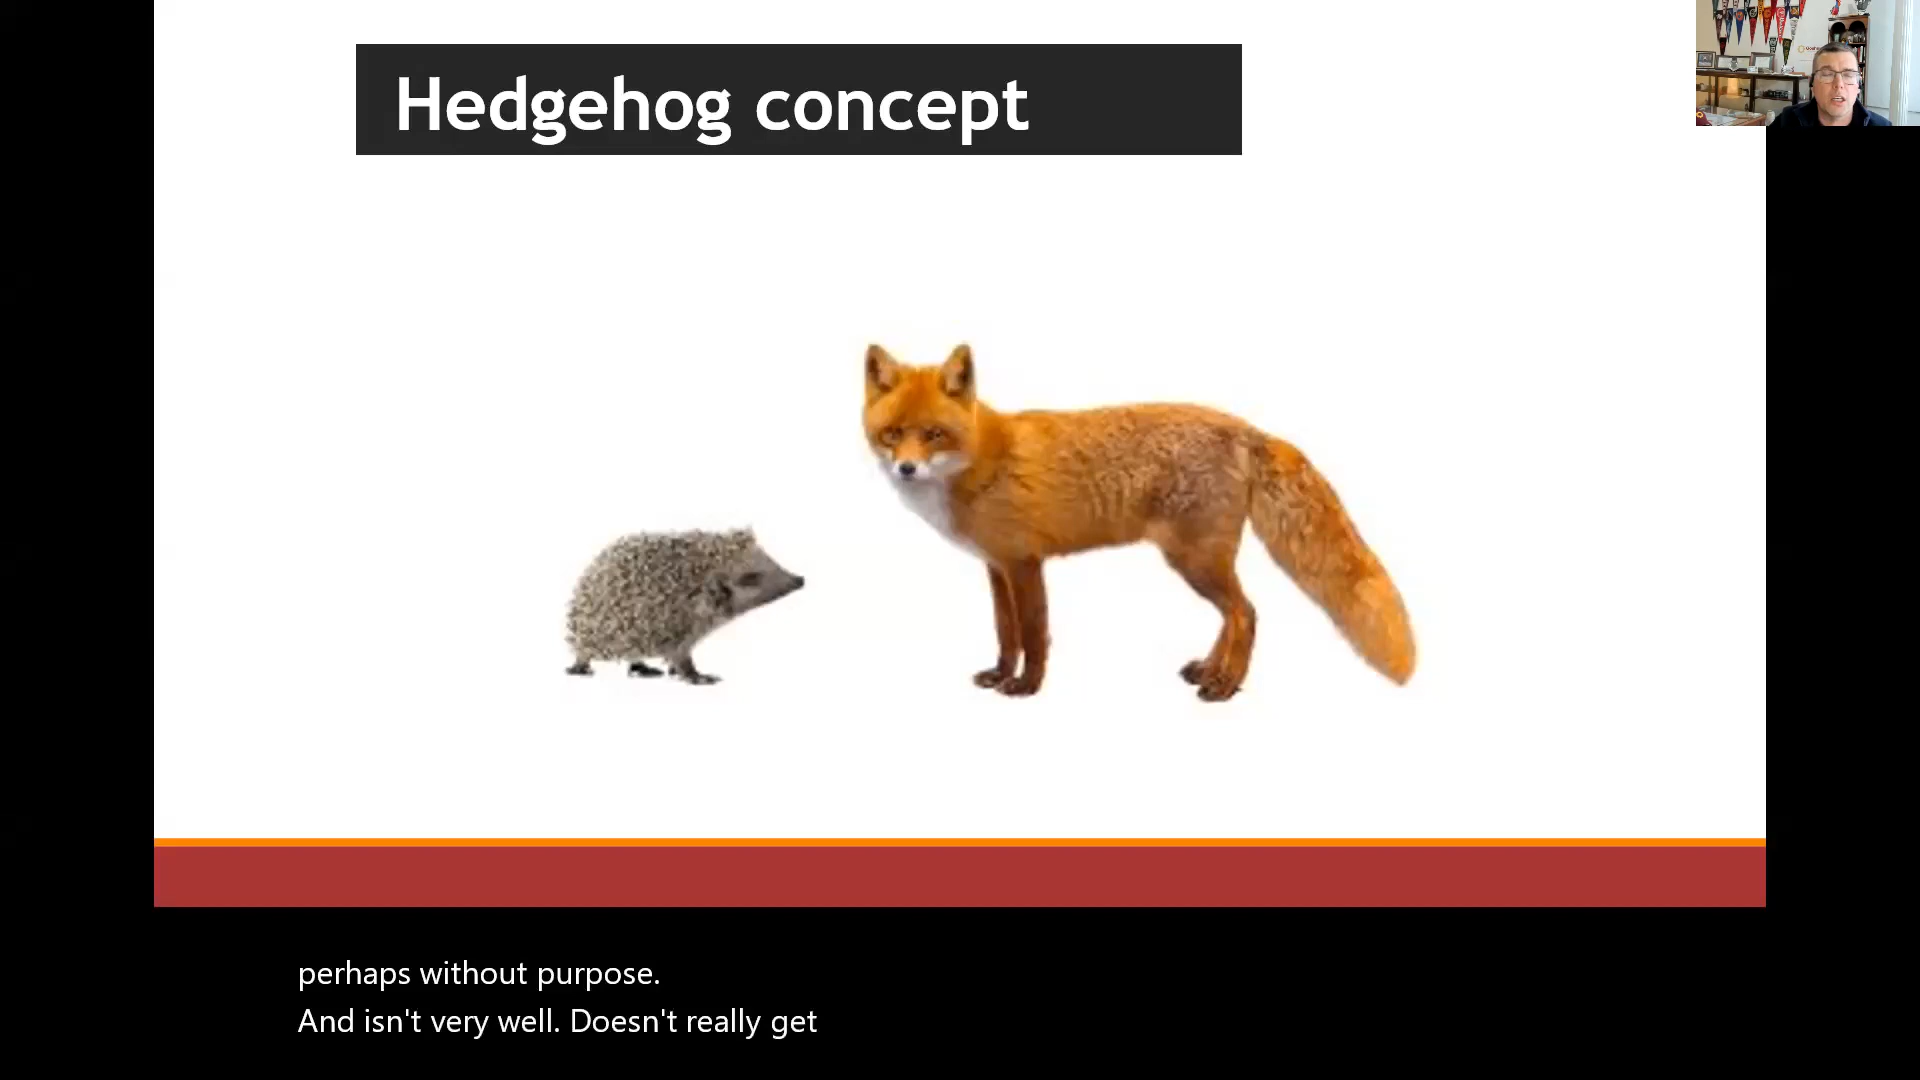 Hedgehog concept
perhaps without purpose.
And isn't very well. Doesn't really get